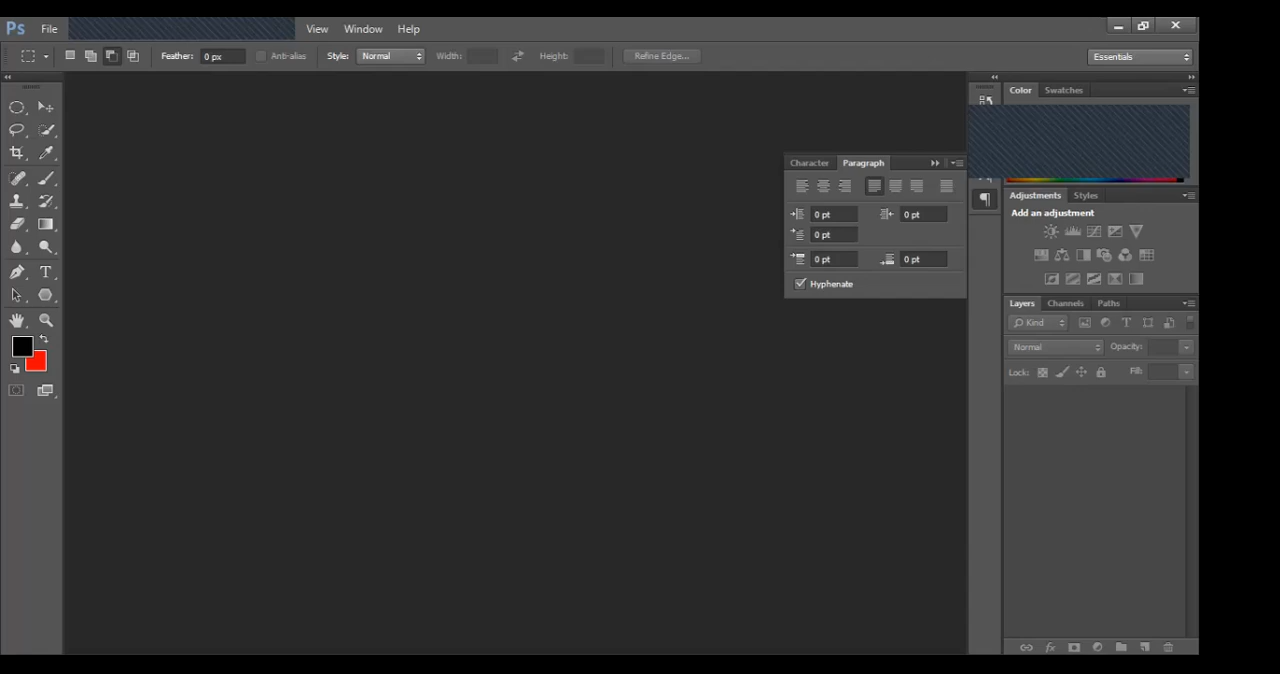 Ps File View Window Help
Feather: 0 px Anti-alias Style: Normal Width: Height: Refine Edge... Essentials
Color Swatches
Character Paragraph
0 pt 0 pt
0 pt
0 pt 0 pt
Hyphenate
Adjustments Styles
Add an adjustment
Layers Channels Paths
Kind
Normal Opacity:
Lock: Fill: